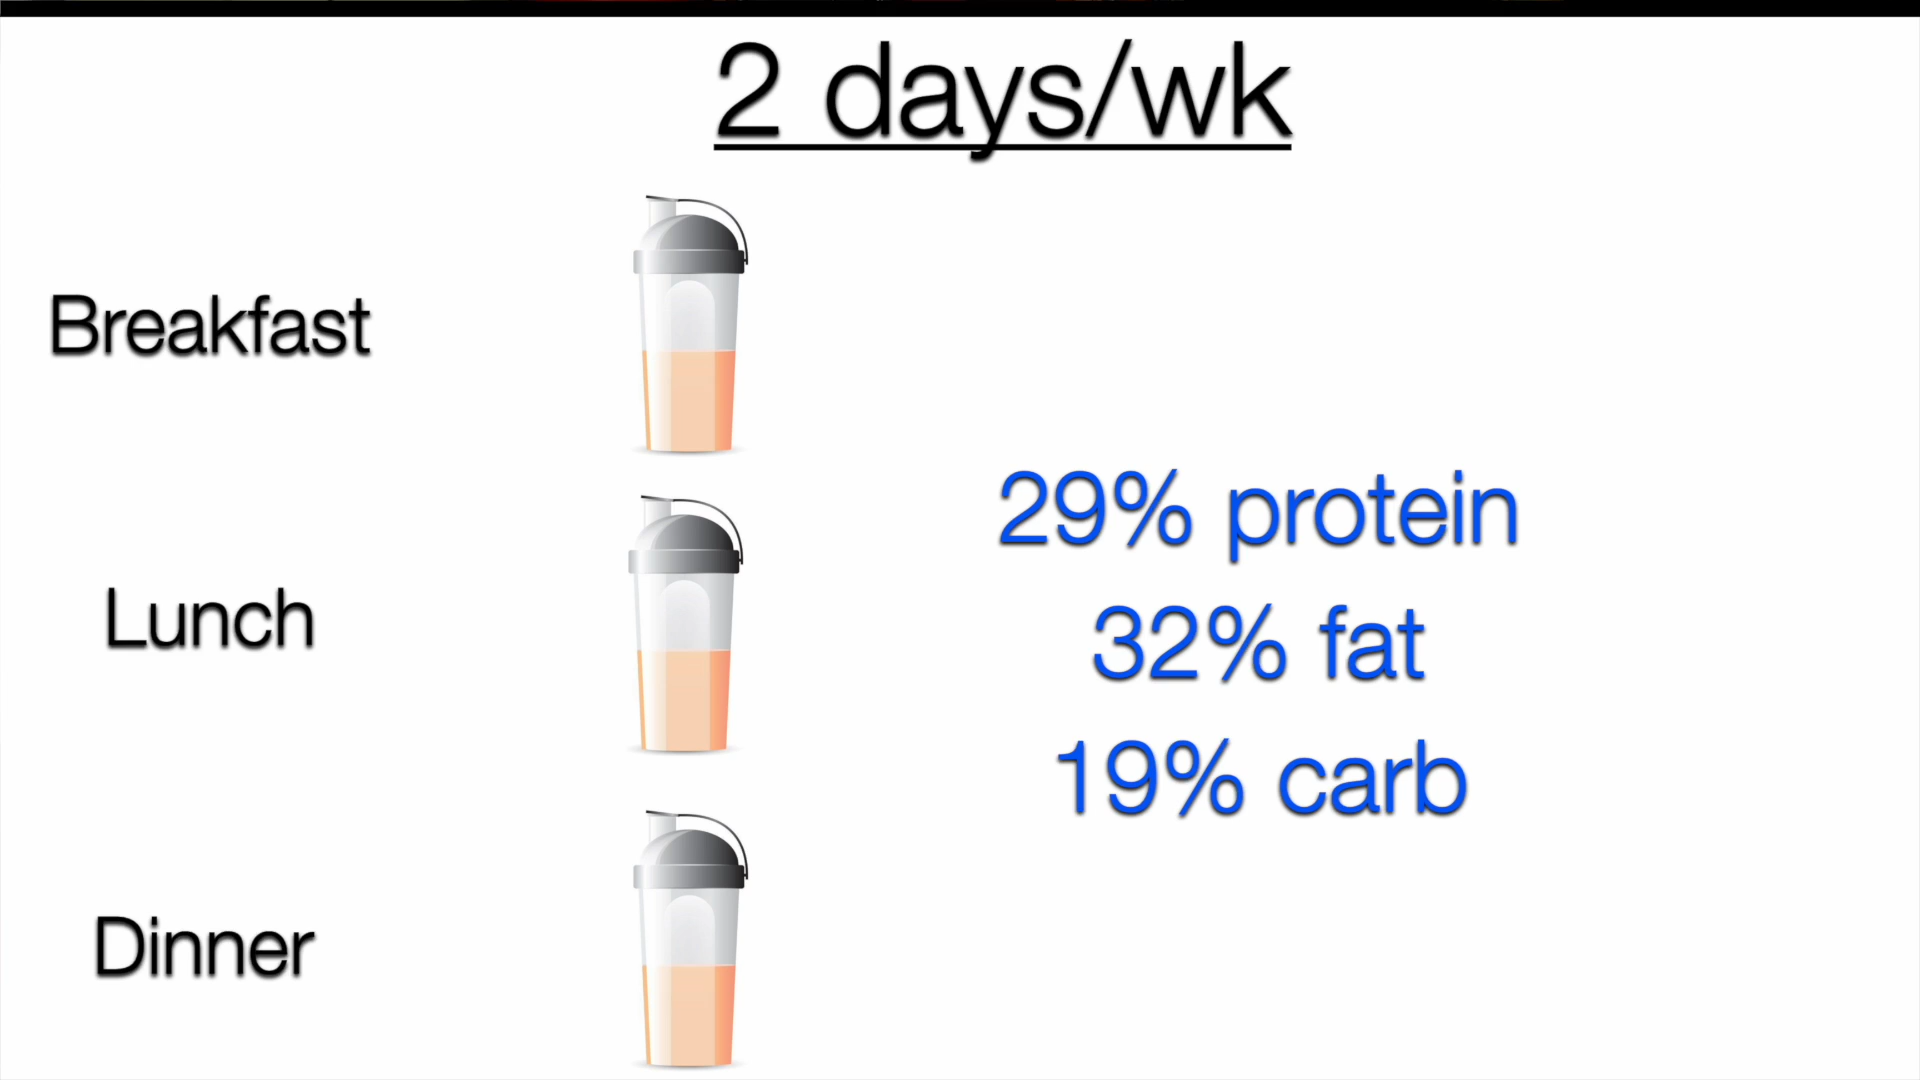 2 days/wk
Breakfast
29% protein
Lunch
32% fat
19% carb
Dinner